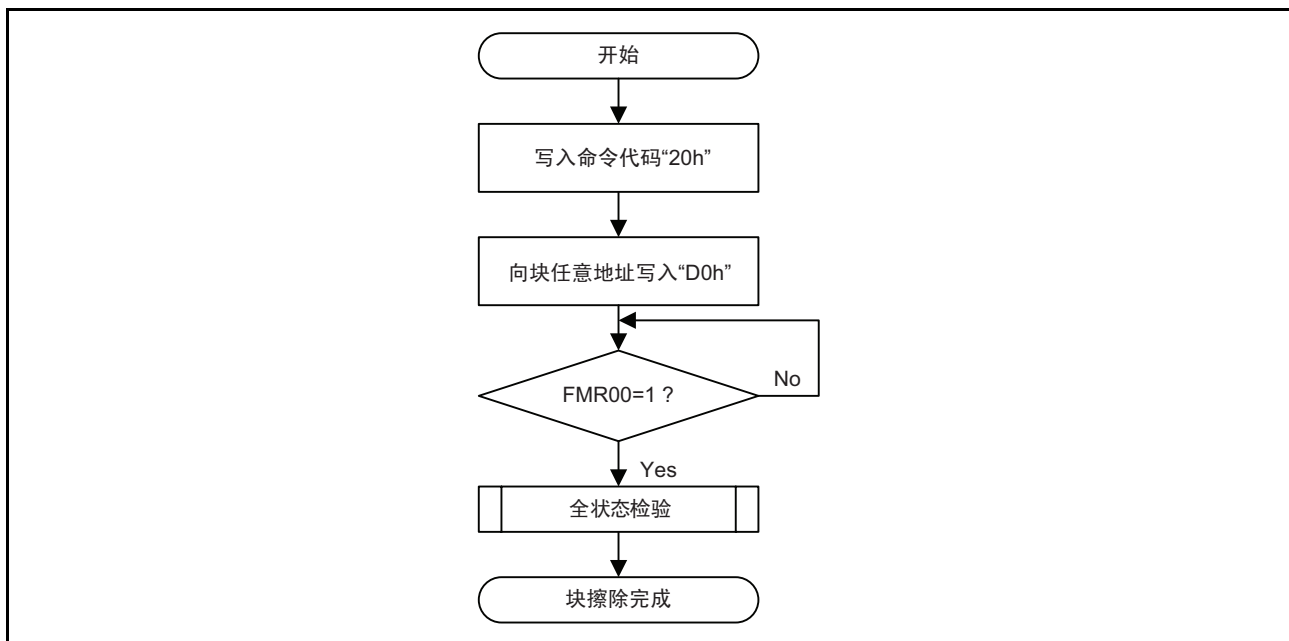 开始
写入命令代码“20h”
向块任意地址写入“D0h”
FMR00=1 ?
No
Yes
全状态检验
块擦除完成